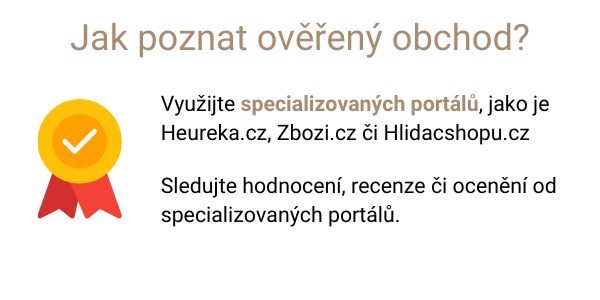 Jak poznat ověřený obchod?
Využijte specializovaných portálů, jako je
Heureka.cz, Zbozi.cz či Hlidacshopu.cz
Sledujte hodnocení, recenze či ocenění od
specializovaných portálů.